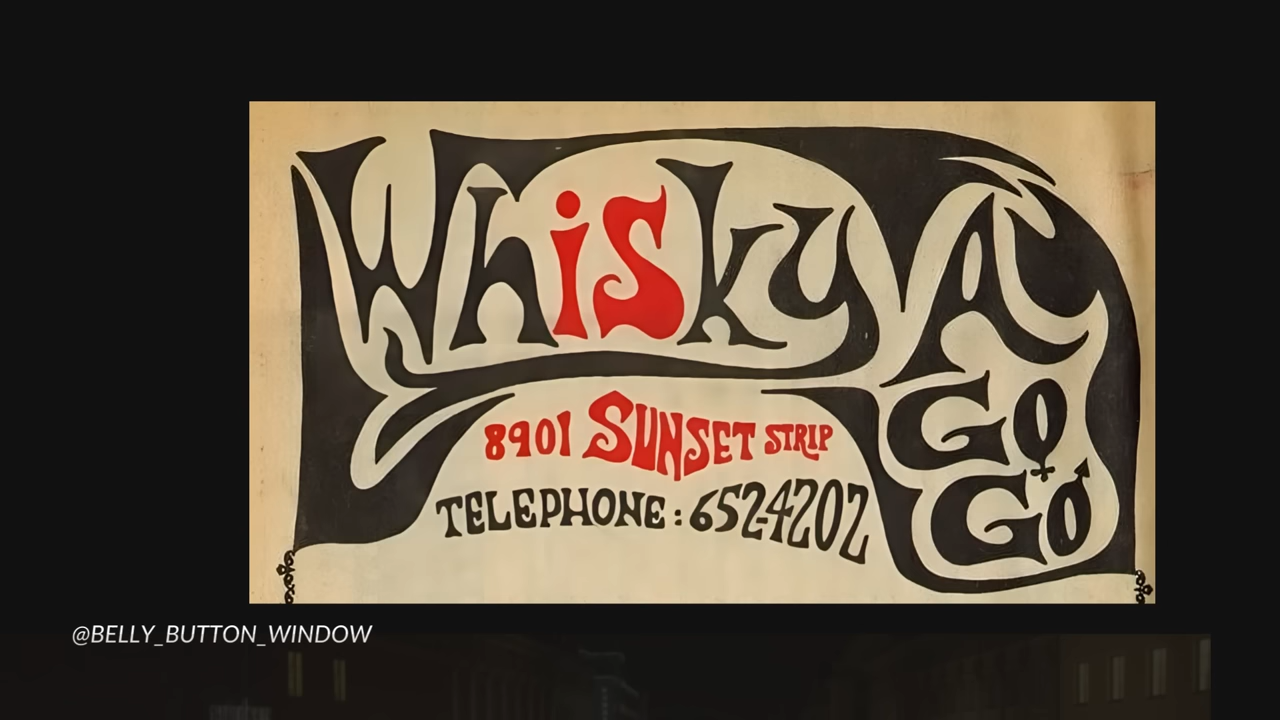 Whisky A
Go
Go
8901 SUNSET STRIP
TELEPHONE: 652-4202
@BELLY_BUTTON_WINDOW